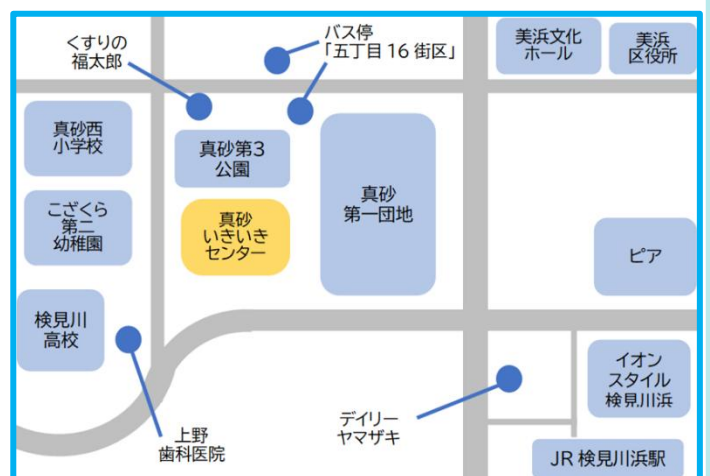 くすりの
福太郎
バス停
「五丁目16街区」
美浜文化
ホール
美浜
区役所
真砂西
小学校
真砂第3
公園
真砂
第一団地
こざくら
第二
幼稚園
真砂
いきいき
センター
ピア
検見川
高校
イオン
スタイル
検見川浜
上野
歯科医院
デイリー
ヤマザキ
JR検見川浜駅